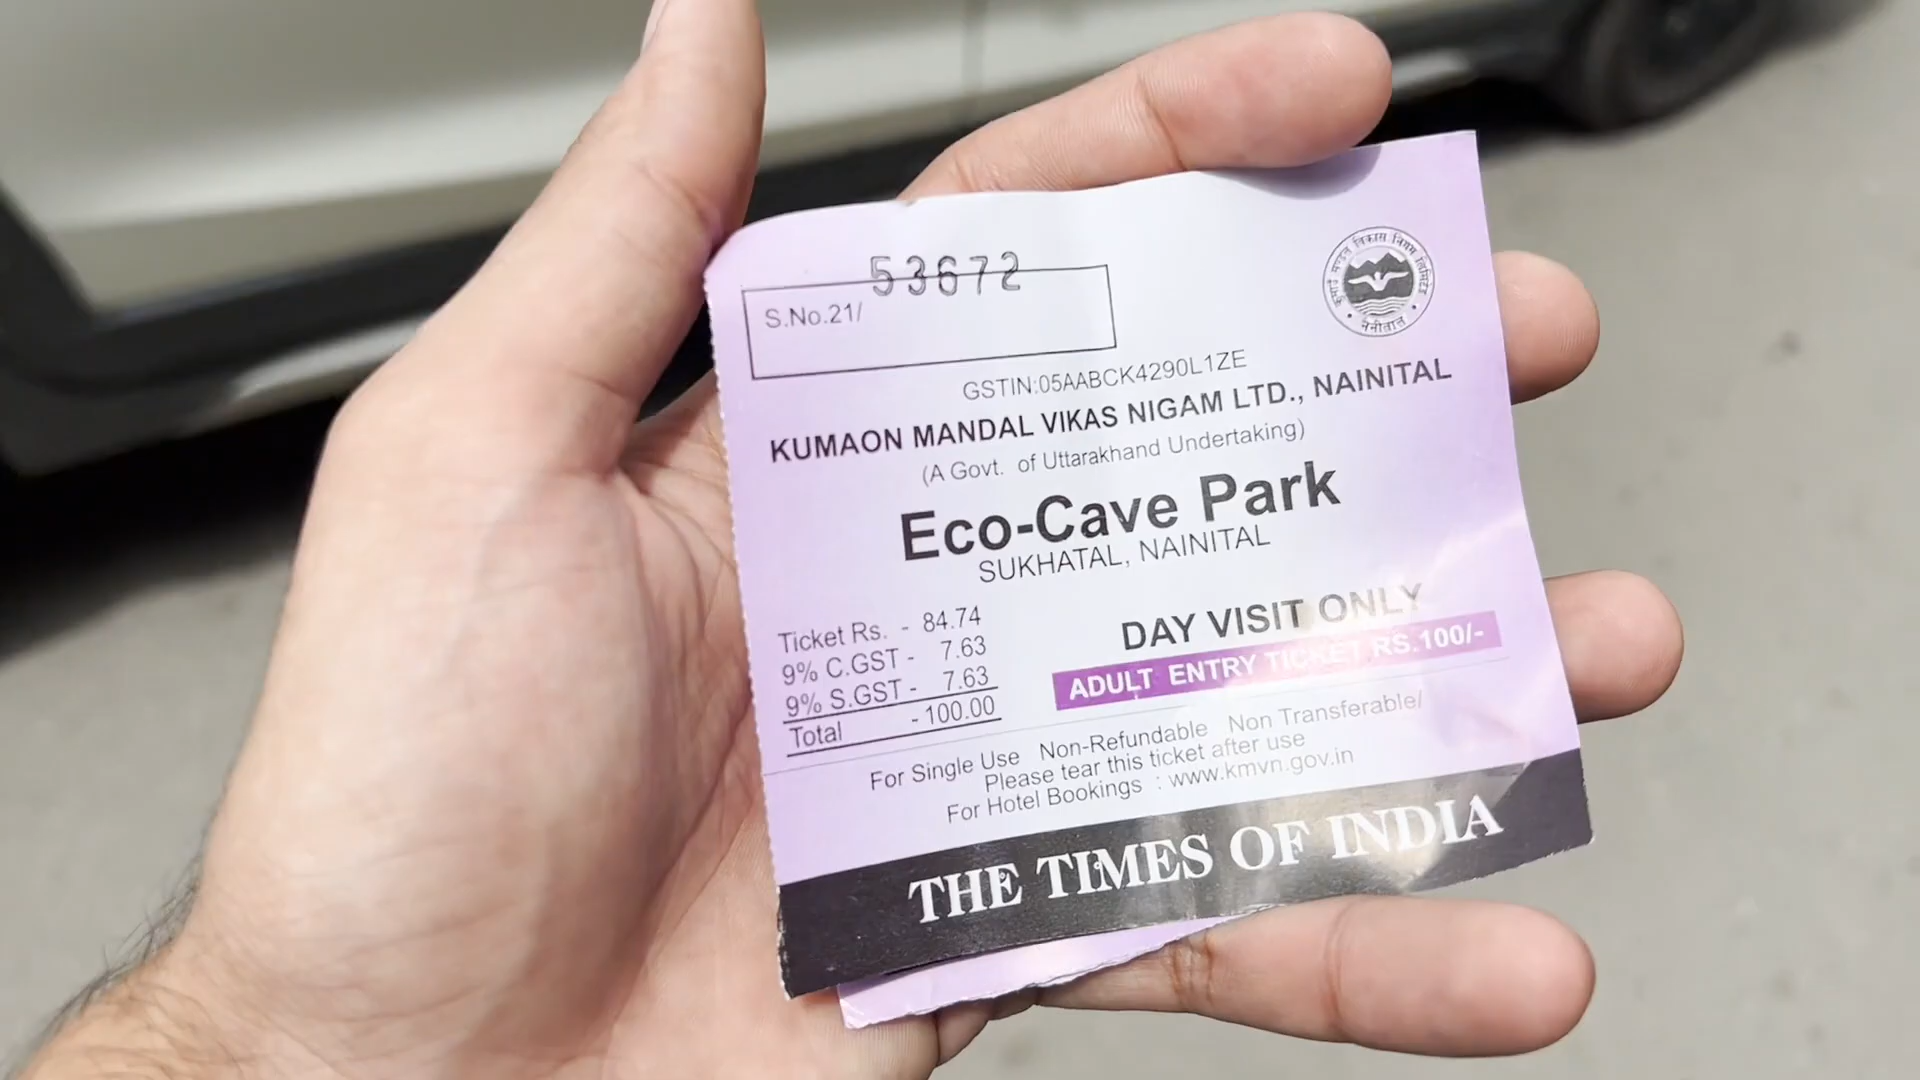 53672
S.No.21/
कुमाऊँ मण्डल विकास निगम लिमिटेड
नैनीताल
GSTIN:05AABCK4290L1ZE
KUMAON MANDAL VIKAS NIGAM LTD., NAINITAL
(A Govt. of Uttarakhand Undertaking)
Eco-Cave Park
SUKHATAL, NAINITAL
Ticket Rs. - 84.74
9% C.GST - 7.63
9% S.GST - 7.63
Total - 100.00
DAY VISIT ONLY
ADULT ENTRY TICKET RS.100/-
For Single Use Non-Refundable Non Transferable/
Please tear this ticket after use
For Hotel Bookings : www.kmvn.gov.in
THE TIMES OF INDIA